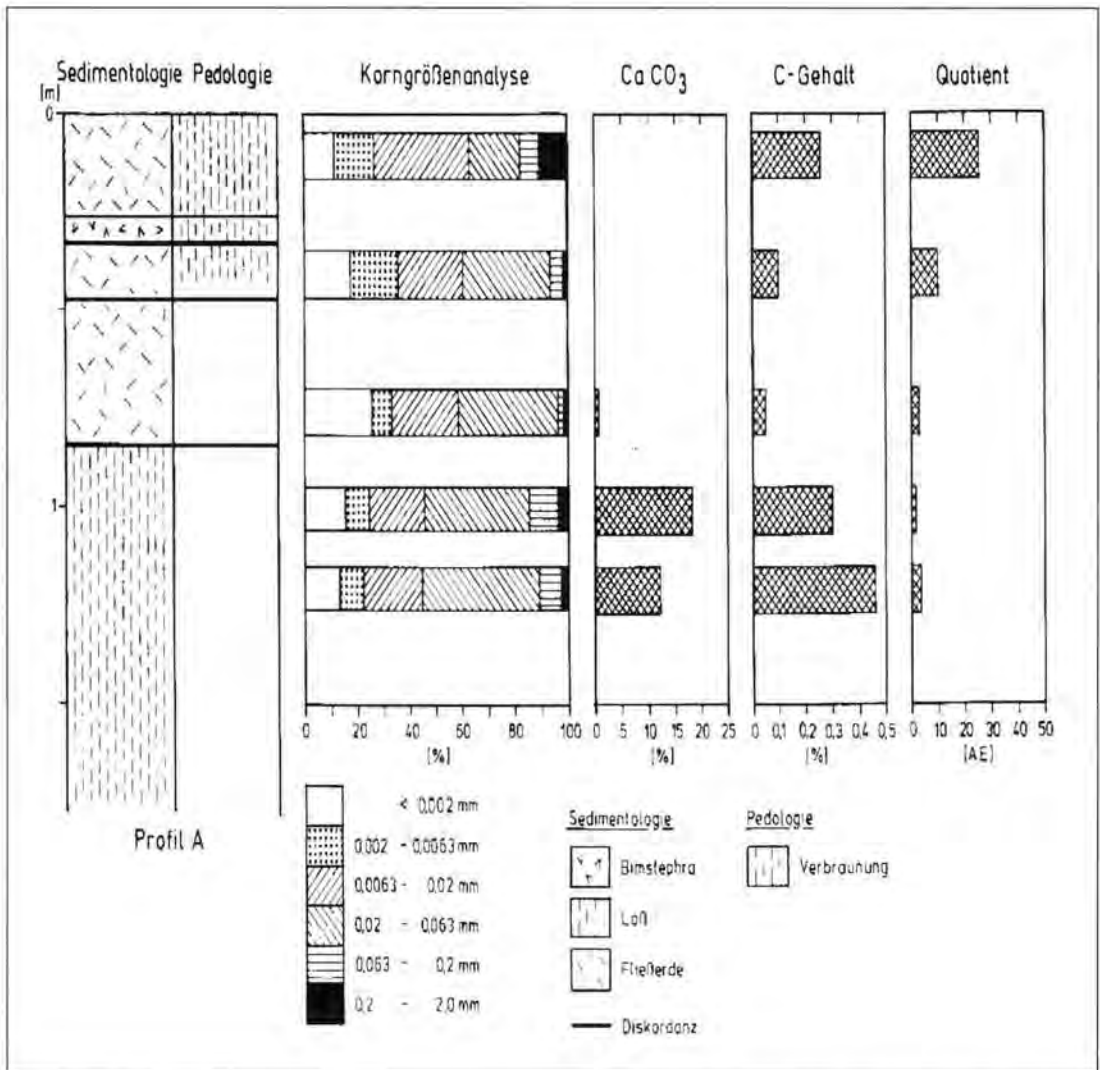 Sedimentologie Pedologie Korngrößenanalyse CaCO3 C-Gehalt Quotient
[m]
0
1
0 20 40 60 80 100
[%]
0 5 10 15 20 25
[%]
0 0,1 0,2 0,3 0,4 0,5
[%]
0 10 20 30 40 50
[AE]
Profil A
< 0,002 mm
0,002 - 0,0063 mm
0,0063 - 0,02 mm
0,02 - 0,063 mm
0,063 - 0,2 mm
0,2 - 2,0 mm
Sedimentologie
Bimstephra
Löß
Fließerde
Diskordanz
Pedologie
Verbraunung